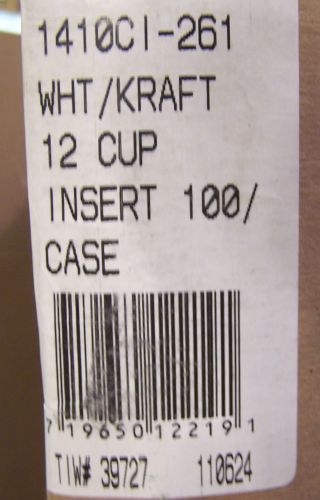 1410CI-261
WHT/KRAFT
12 CUP
INSERT 100/
CASE
7 19650 12219 1
TIW# 39727 110624